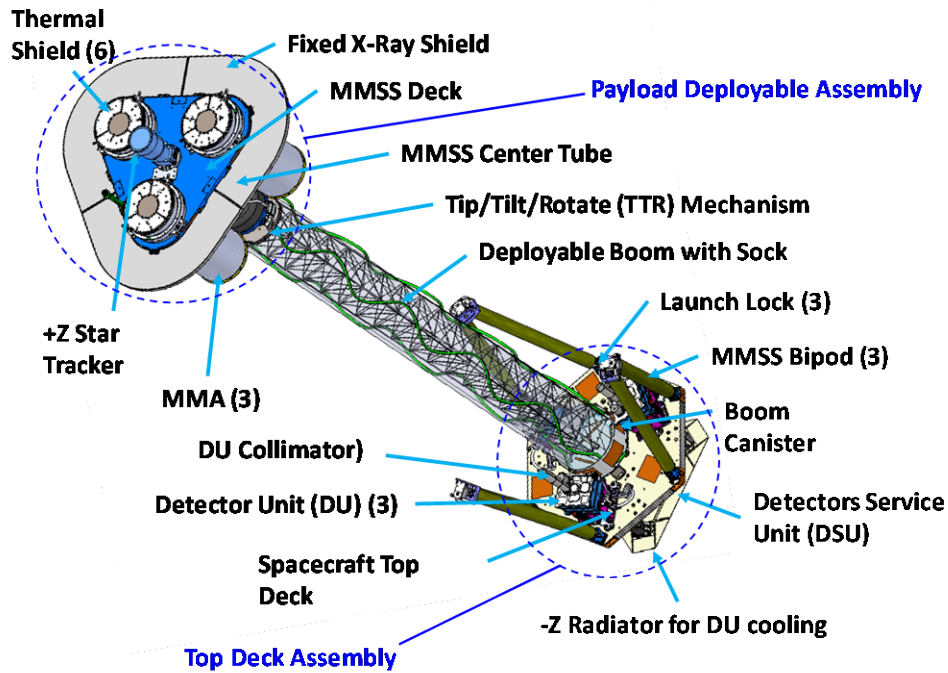 Thermal
Shield (6)
Fixed X-Ray Shield
MMSS Deck
Payload Deployable Assembly
MMSS Center Tube
Tip/Tilt/Rotate (TTR) Mechanism
Deployable Boom with Sock
Launch Lock (3)
+Z Star
Tracker
MMSS Bipod (3)
MMA (3)
Boom
Canister
DU Collimator)
Detector Unit (DU) (3)
Detectors Service
Unit (DSU)
Spacecraft Top
Deck
-Z Radiator for DU cooling
Top Deck Assembly